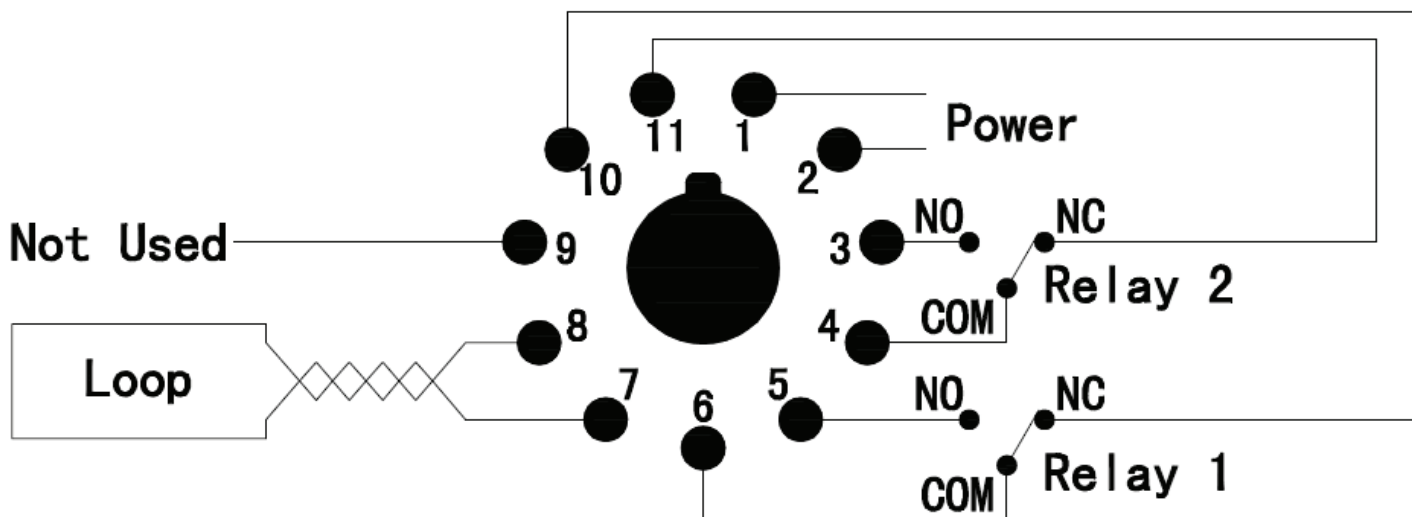 11 1 Power
10 2
NO NC
Not Used 9 3
Relay 2
8 4 COM
Loop
7 6 5 NO NC
Relay 1
COM